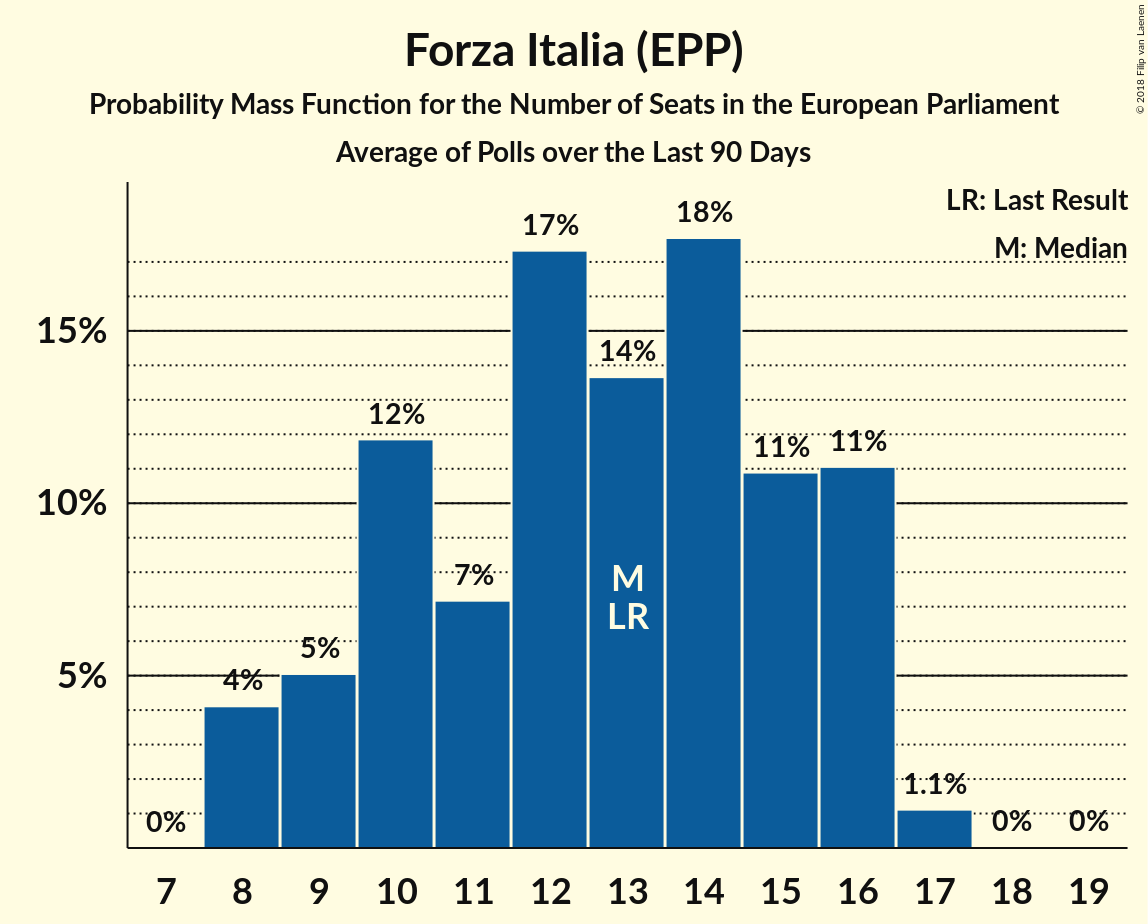 Forza Italia (EPP)
Probability Mass Function for the Number of Seats in the European Parliament
Average of Polls over the Last 90 Days
© 2018 Filip van Laenen
LR: Last Result
M: Median
15%
10%
5%
0%
4%
5%
12%
7%
17%
14%
18%
11%
11%
1.1%
0%
0%
M
LR
7 8 9 10 11 12 13 14 15 16 17 18 19